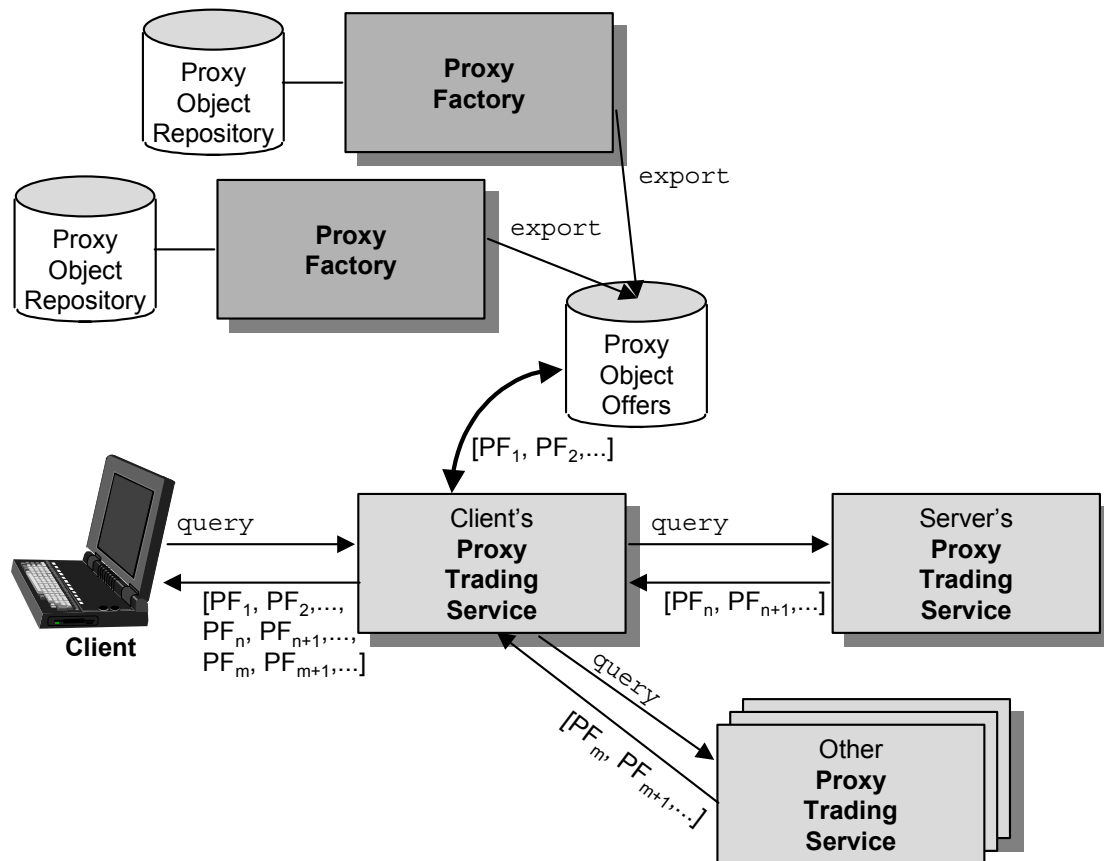 Proxy
Object
Repository
Proxy
Factory
export
Proxy
Object
Repository
Proxy
Factory
export
Proxy
Object
Offers
[PF1, PF2,...]
query
Client's
Proxy
Trading
Service
query
Server's
Proxy
Trading
Service
[PF1, PF2,...,
PFn, PFn+1,...,
PFm, PFm+1,...]
[PFn, PFn+1,...]
Client
query
[PFm, PFm+1,...]
Other
Proxy
Trading
Service